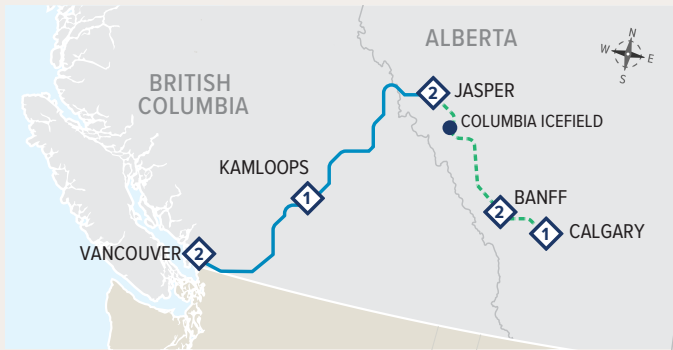 ALBERTA
N
W
E
S
BRITISH
COLUMBIA
2
JASPER
COLUMBIA ICEFIELD
KAMLOOPS
1
BANFF
2
1
CALGARY
VANCOUVER
2